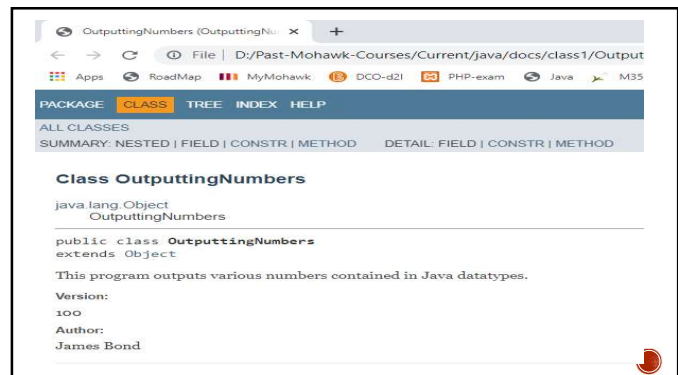 OutputtingNumbers (OutputtingNu
File | D:/Past-Mohawk-Courses/Current/java/docs/class1/Output
Apps RoadMap MyMohawk DCO-d2l PHP-exam Java M35
PACKAGE CLASS TREE INDEX HELP
ALL CLASSES
SUMMARY: NESTED | FIELD | CONSTR | METHOD DETAIL: FIELD | CONSTR | METHOD
Class OutputtingNumbers
java.lang.Object
OutputtingNumbers
public class OutputtingNumbers
extends Object
This program outputs various numbers contained in Java datatypes.
Version:
100
Author:
James Bond